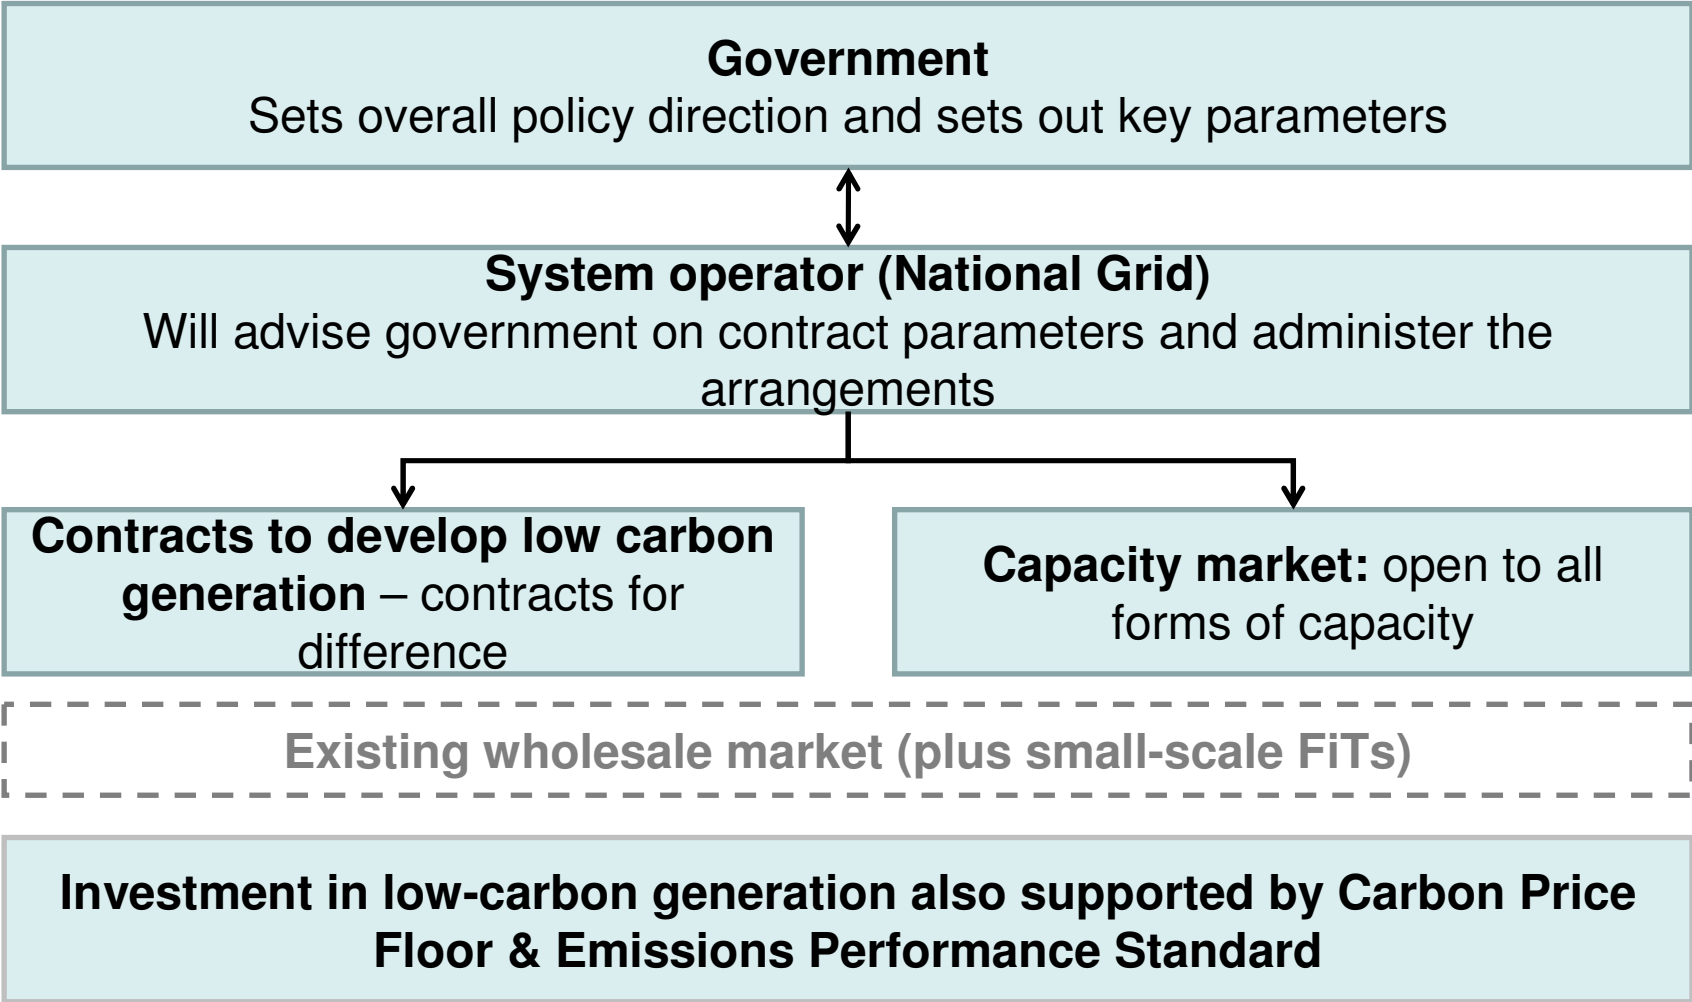 Government
Sets overall policy direction and sets out key parameters
System operator (National Grid)
Will advise government on contract parameters and administer the
arrangements
Contracts to develop low carbon
generation – contracts for
difference
Capacity market: open to all
forms of capacity
Existing wholesale market (plus small-scale FiTs)
Investment in low-carbon generation also supported by Carbon Price
Floor & Emissions Performance Standard